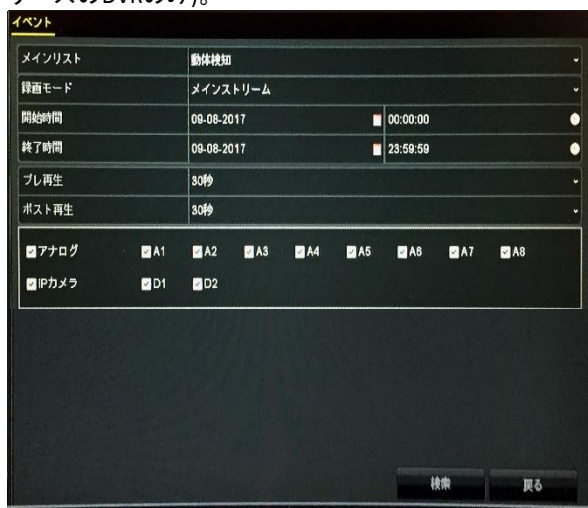 イベント
メインリスト 動体検知
録画モード メインストリーム
開始時間 09-08-2017 00:00:00
終了時間 09-08-2017 23:59:59
プレ再生 30秒
ポスト再生 30秒
アナログ A1 A2 A3 A4 A5 A6 A7 A8
IPカメラ D1 D2
検索 戻る